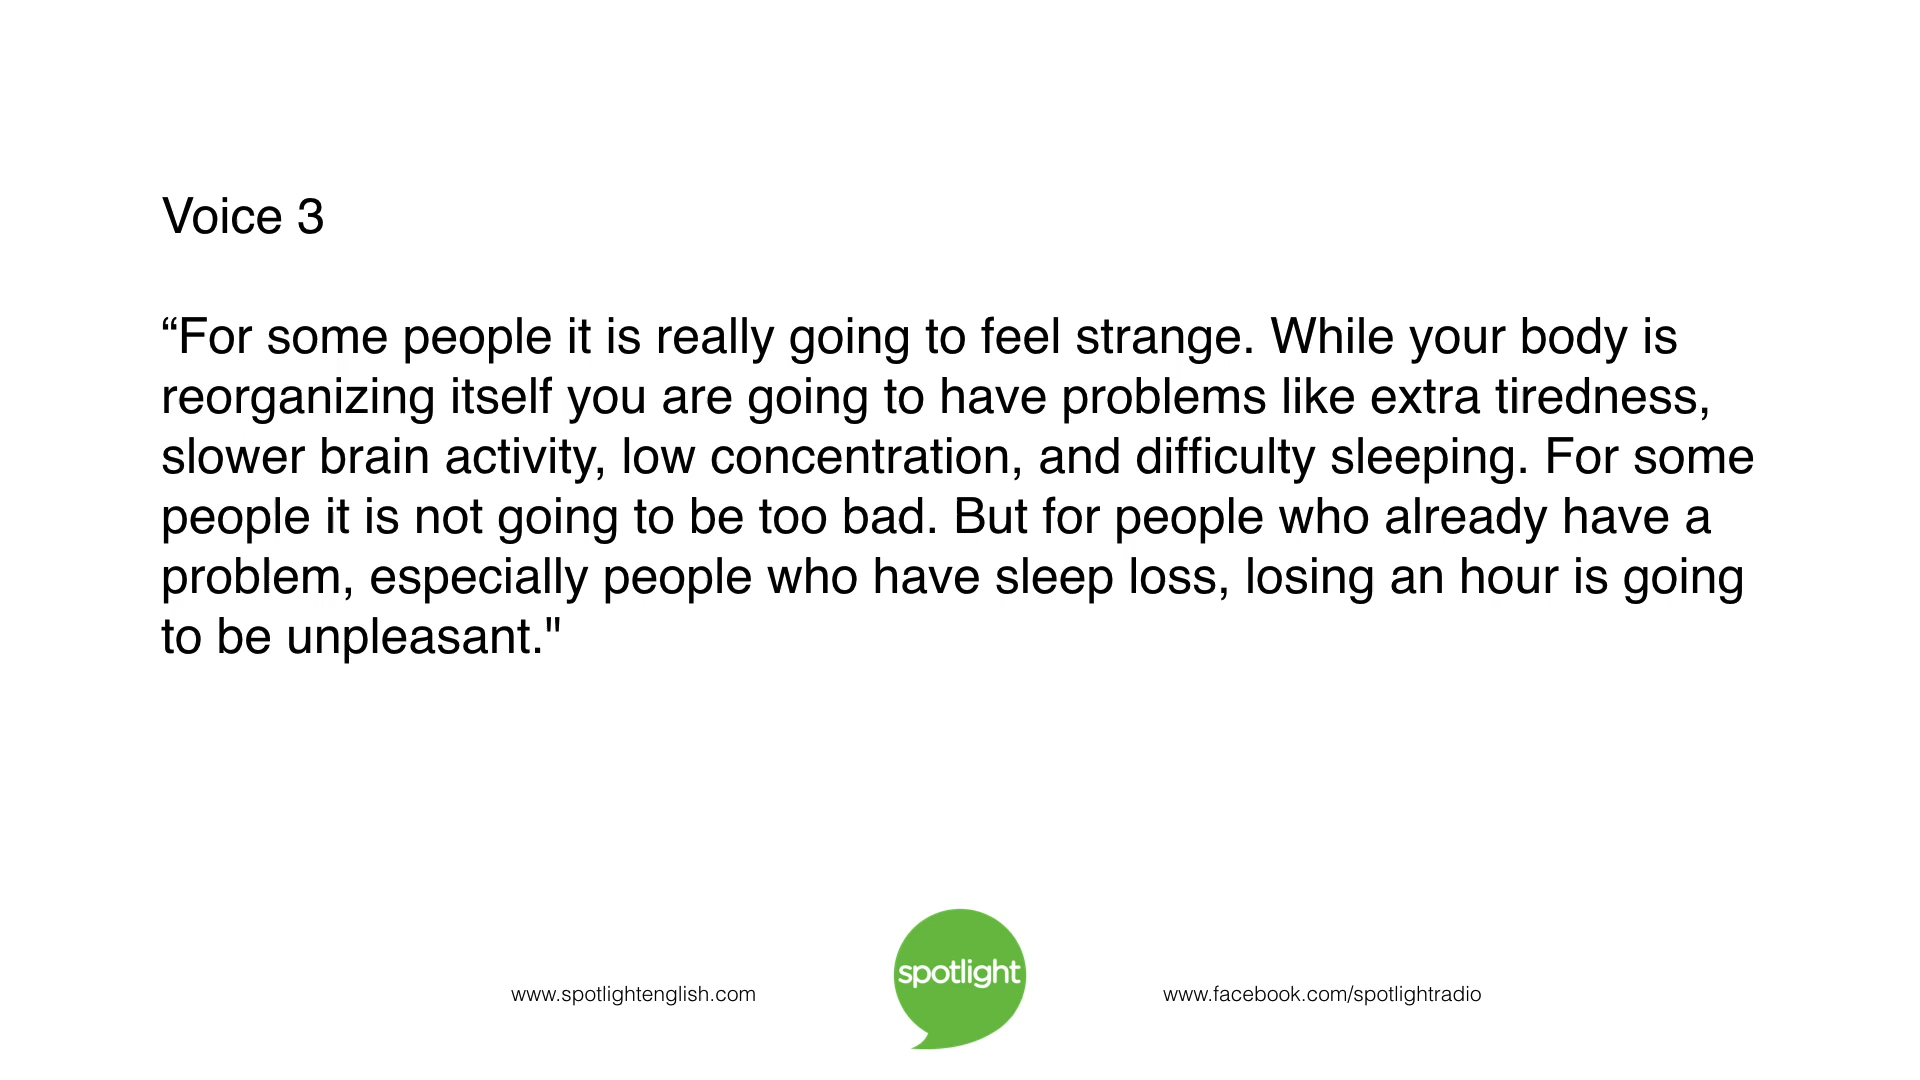 Voice 3
“For some people it is really going to feel strange. While your body is
reorganizing itself you are going to have problems like extra tiredness,
slower brain activity, low concentration, and difficulty sleeping. For some
people it is not going to be too bad. But for people who already have a
problem, especially people who have sleep loss, losing an hour is going
to be unpleasant."
spotlight
www.spotlightenglish.com
www.facebook.com/spotlightradio